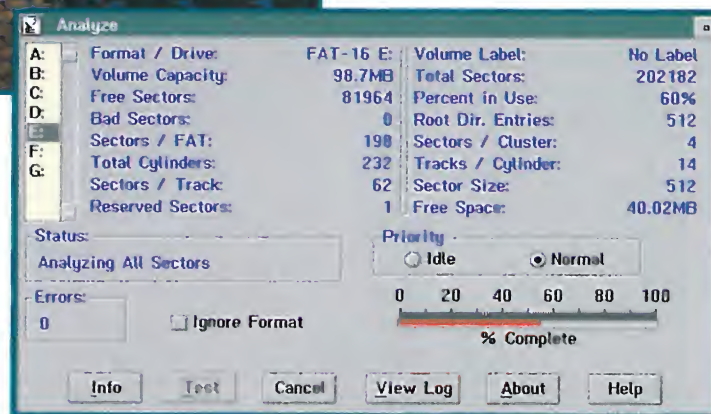 Analyze
A:
B:
C:
D:
E:
F:
G:
Format / Drive: FAT-16 E:
Volume Capacity: 98.7MB
Free Sectors: 81964
Bad Sectors: 0
Sectors / FAT: 198
Total Cylinders: 232
Sectors / Track: 62
Reserved Sectors: 1
Volume Label: No Label
Total Sectors: 202182
Percent in Use: 60%
Root Dir. Entries: 512
Sectors / Cluster: 4
Tracks / Cylinder: 14
Sector Size: 512
Free Space: 40.02MB
Status:
Analyzing All Sectors
Priority
Idle Normal
Errors:
0
Ignore Format
0 20 40 60 80 100
% Complete
Info Test Cancel View Log About Help